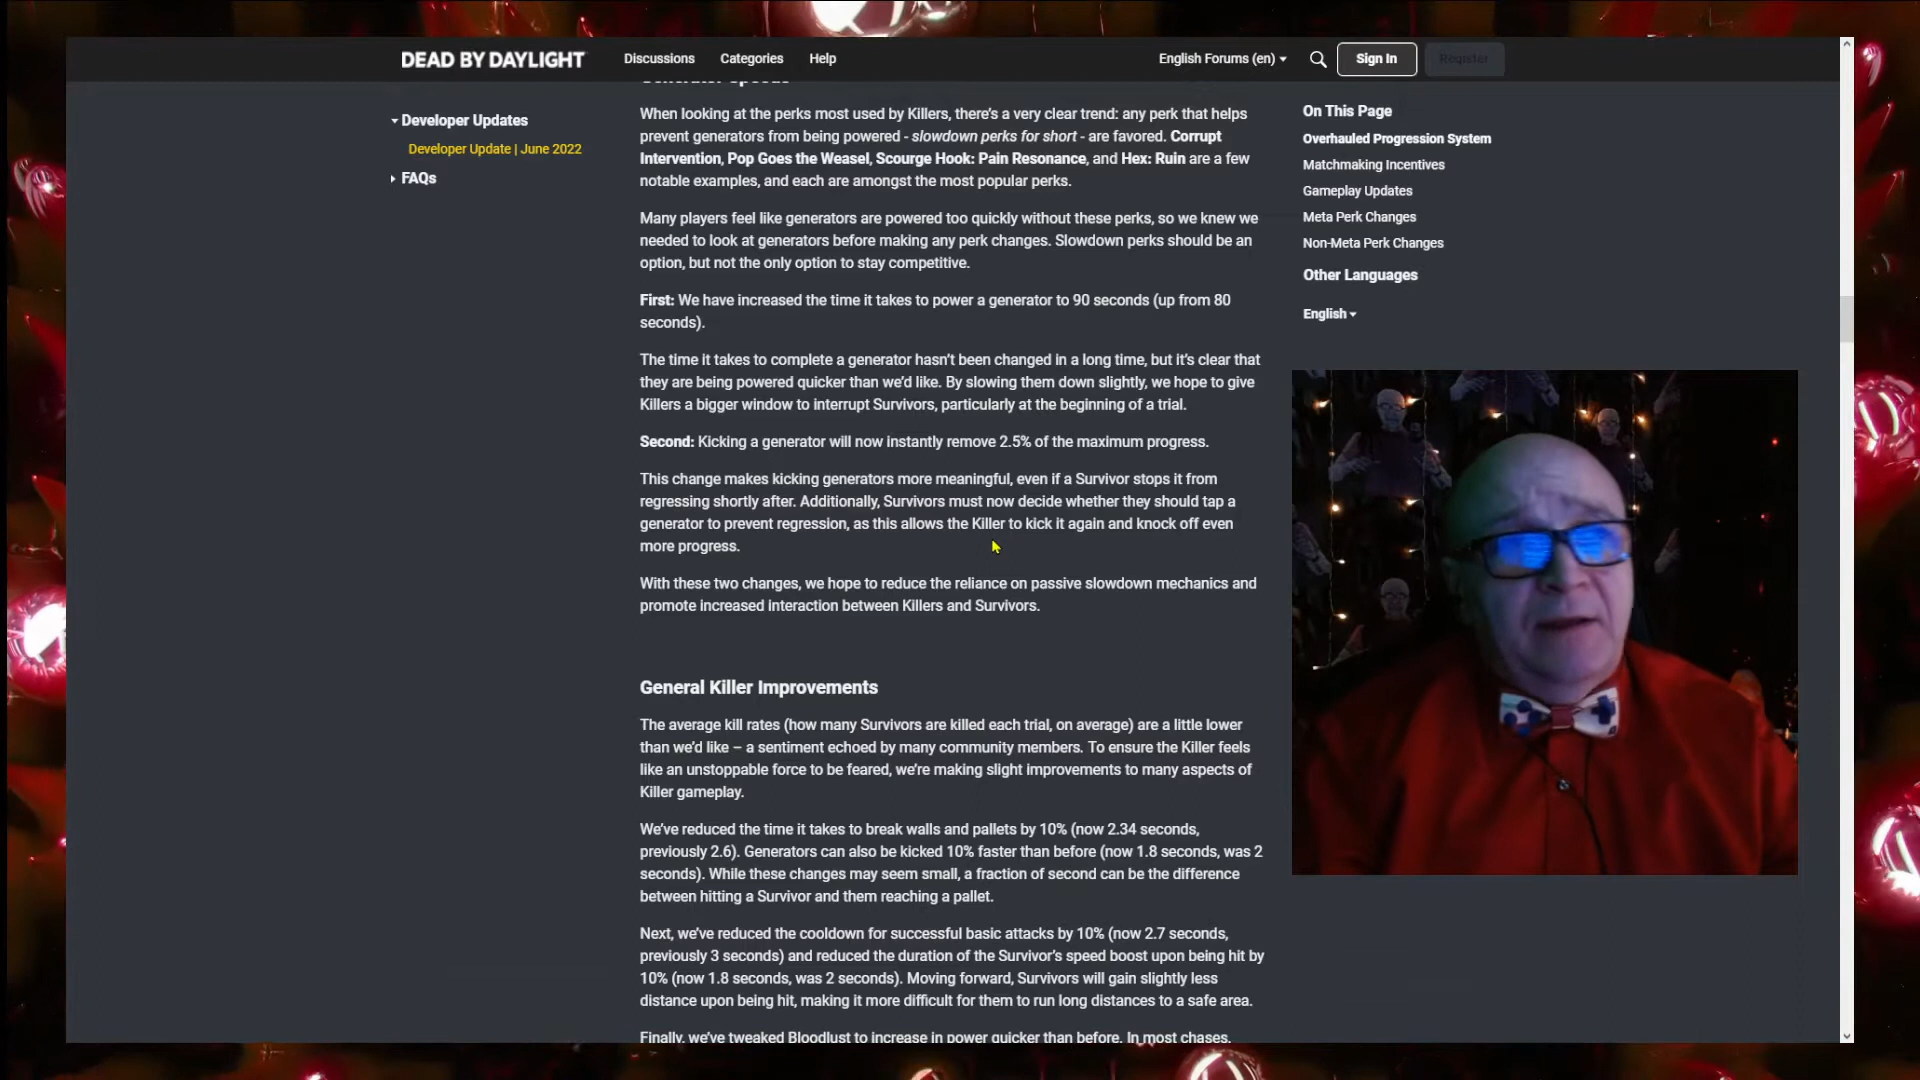 DEAD BY DAYLIGHT Discussions Categories Help English Forums (en) Sign In Register
Developer Updates
Developer Update | June 2022
FAQs
Generator Speeds
When looking at the perks most used by Killers, there's a very clear trend: any perk that helps
prevent generators from being powered - slowdown perks for short - are favored. Corrupt
Intervention, Pop Goes the Weasel, Scourge Hook: Pain Resonance, and Hex: Ruin are a few
notable examples, and each are amongst the most popular perks.
Many players feel like generators are powered too quickly without these perks, so we knew we
needed to look at generators before making any perk changes. Slowdown perks should be an
option, but not the only option to stay competitive.
First: We have increased the time it takes to power a generator to 90 seconds (up from 80
seconds).
The time it takes to complete a generator hasn't been changed in a long time, but it's clear that
they are being powered quicker than we'd like. By slowing them down slightly, we hope to give
Killers a bigger window to interrupt Survivors, particularly at the beginning of a trial.
Second: Kicking a generator will now instantly remove 2.5% of the maximum progress.
This change makes kicking generators more meaningful, even if a Survivor stops it from
regressing shortly after. Additionally, Survivors must now decide whether they should tap a
generator to prevent regression, as this allows the Killer to kick it again and knock off even
more progress.
With these two changes, we hope to reduce the reliance on passive slowdown mechanics and
promote increased interaction between Killers and Survivors.
General Killer Improvements
The average kill rates (how many Survivors are killed each trial, on average) are a little lower
than we'd like – a sentiment echoed by many community members. To ensure the Killer feels
like an unstoppable force to be feared, we're making slight improvements to many aspects of
Killer gameplay.
We've reduced the time it takes to break walls and pallets by 10% (now 2.34 seconds,
previously 2.6). Generators can also be kicked 10% faster than before (now 1.8 seconds, was 2
seconds). While these changes may seem small, a fraction of second can be the difference
between hitting a Survivor and them reaching a pallet.
Next, we've reduced the cooldown for successful basic attacks by 10% (now 2.7 seconds,
previously 3 seconds) and reduced the duration of the Survivor's speed boost upon being hit by
10% (now 1.8 seconds, was 2 seconds). Moving forward, Survivors will gain slightly less
distance upon being hit, making it more difficult for them to run long distances to a safe area.
Finally, we've tweaked Bloodlust to increase in power quicker than before. In most chases,
On This Page
Overhauled Progression System
Matchmaking Incentives
Gameplay Updates
Meta Perk Changes
Non-Meta Perk Changes
Other Languages
English